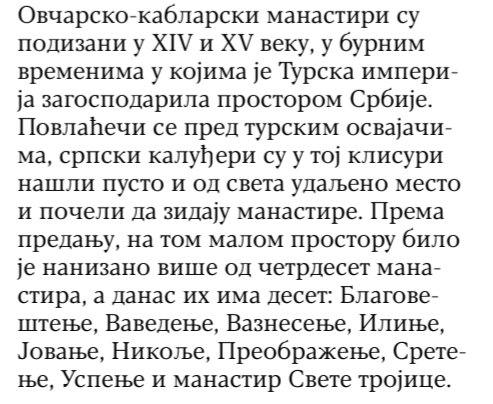 Овчарско-кабларски манастири су
подизани у XIV и XV веку, у бурним
временима у којима је Турска импери-
ја загосподарила простором Србије.
Повлаћечи се пред турским освајачи-
ма, српски калуђери су у тој клисури
нашли пусто и од света удаљено место
и почели да зидају манастире. Према
предању, на том малом простору било
је нанизано више од четрдесет мана-
стира, а данас их има десет: Благове-
штење, Ваведење, Вазнесење, Илиње,
Јовање, Никоље, Преображење, Срете-
ње, Успење и манастир Свете тројице.